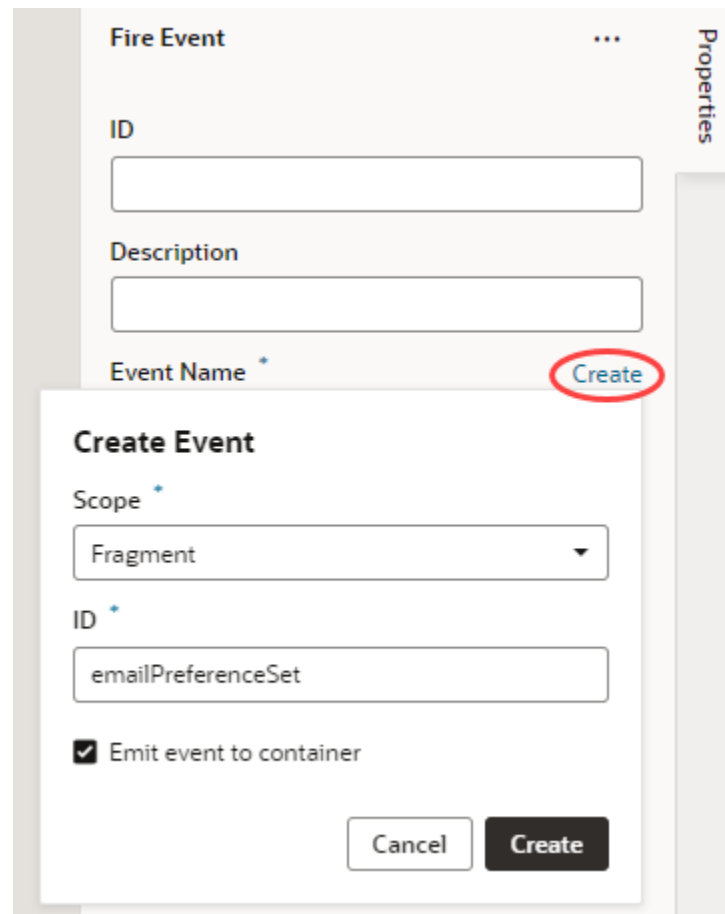 Fire Event ...
Properties
ID
Description
Event Name * Create
Create Event
Scope *
Fragment
ID *
emailPreferenceSet
Emit event to container
Cancel Create